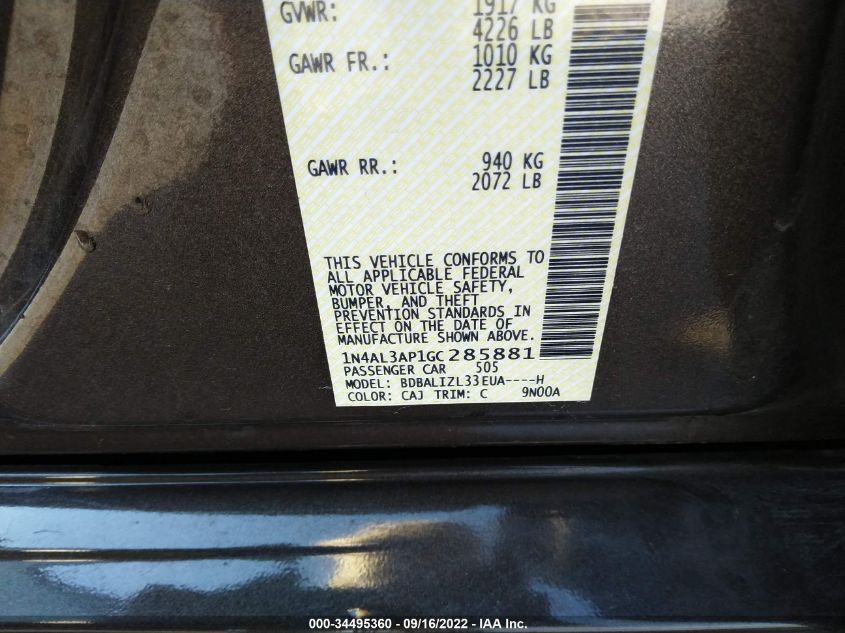 GVWR: 1917 KG
4226 LB
GAWR FR.: 1010 KG
2227 LB
GAWR RR.: 940 KG
2072 LB
THIS VEHICLE CONFORMS TO
ALL APPLICABLE FEDERAL
MOTOR VEHICLE SAFETY,
BUMPER, AND THEFT
PREVENTION STANDARDS IN
EFFECT ON THE DATE OF
MANUFACTURE SHOWN ABOVE.
1N4AL3AP1GC285881
PASSENGER CAR 505
MODEL: BDBALIZL33EUA----H
COLOR: CAJ TRIM: C 9N00A
000-34495360 - 09/16/2022 - IAA Inc.